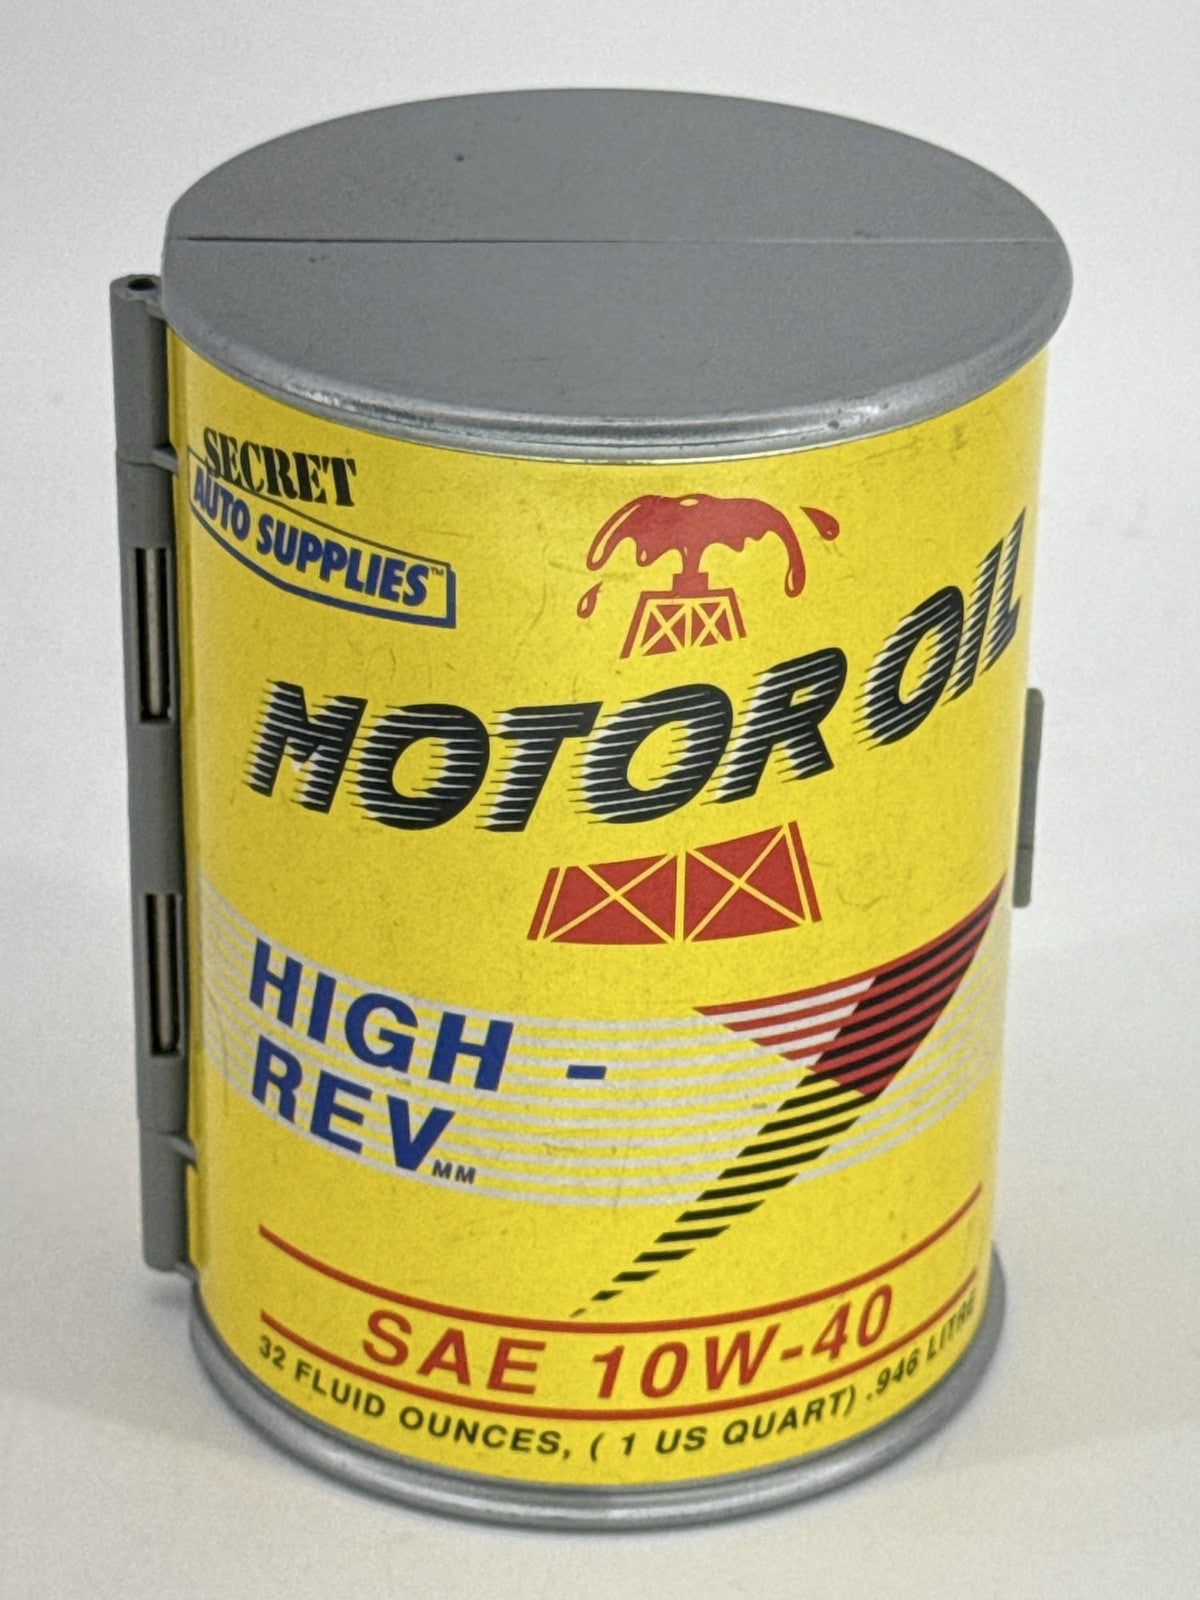 SECRET
AUTO SUPPLIES™
MOTOR OIL
HIGH -
REV MM
SAE 10W-40
32 FLUID OUNCES, ( 1 US QUART) .946 LITRE